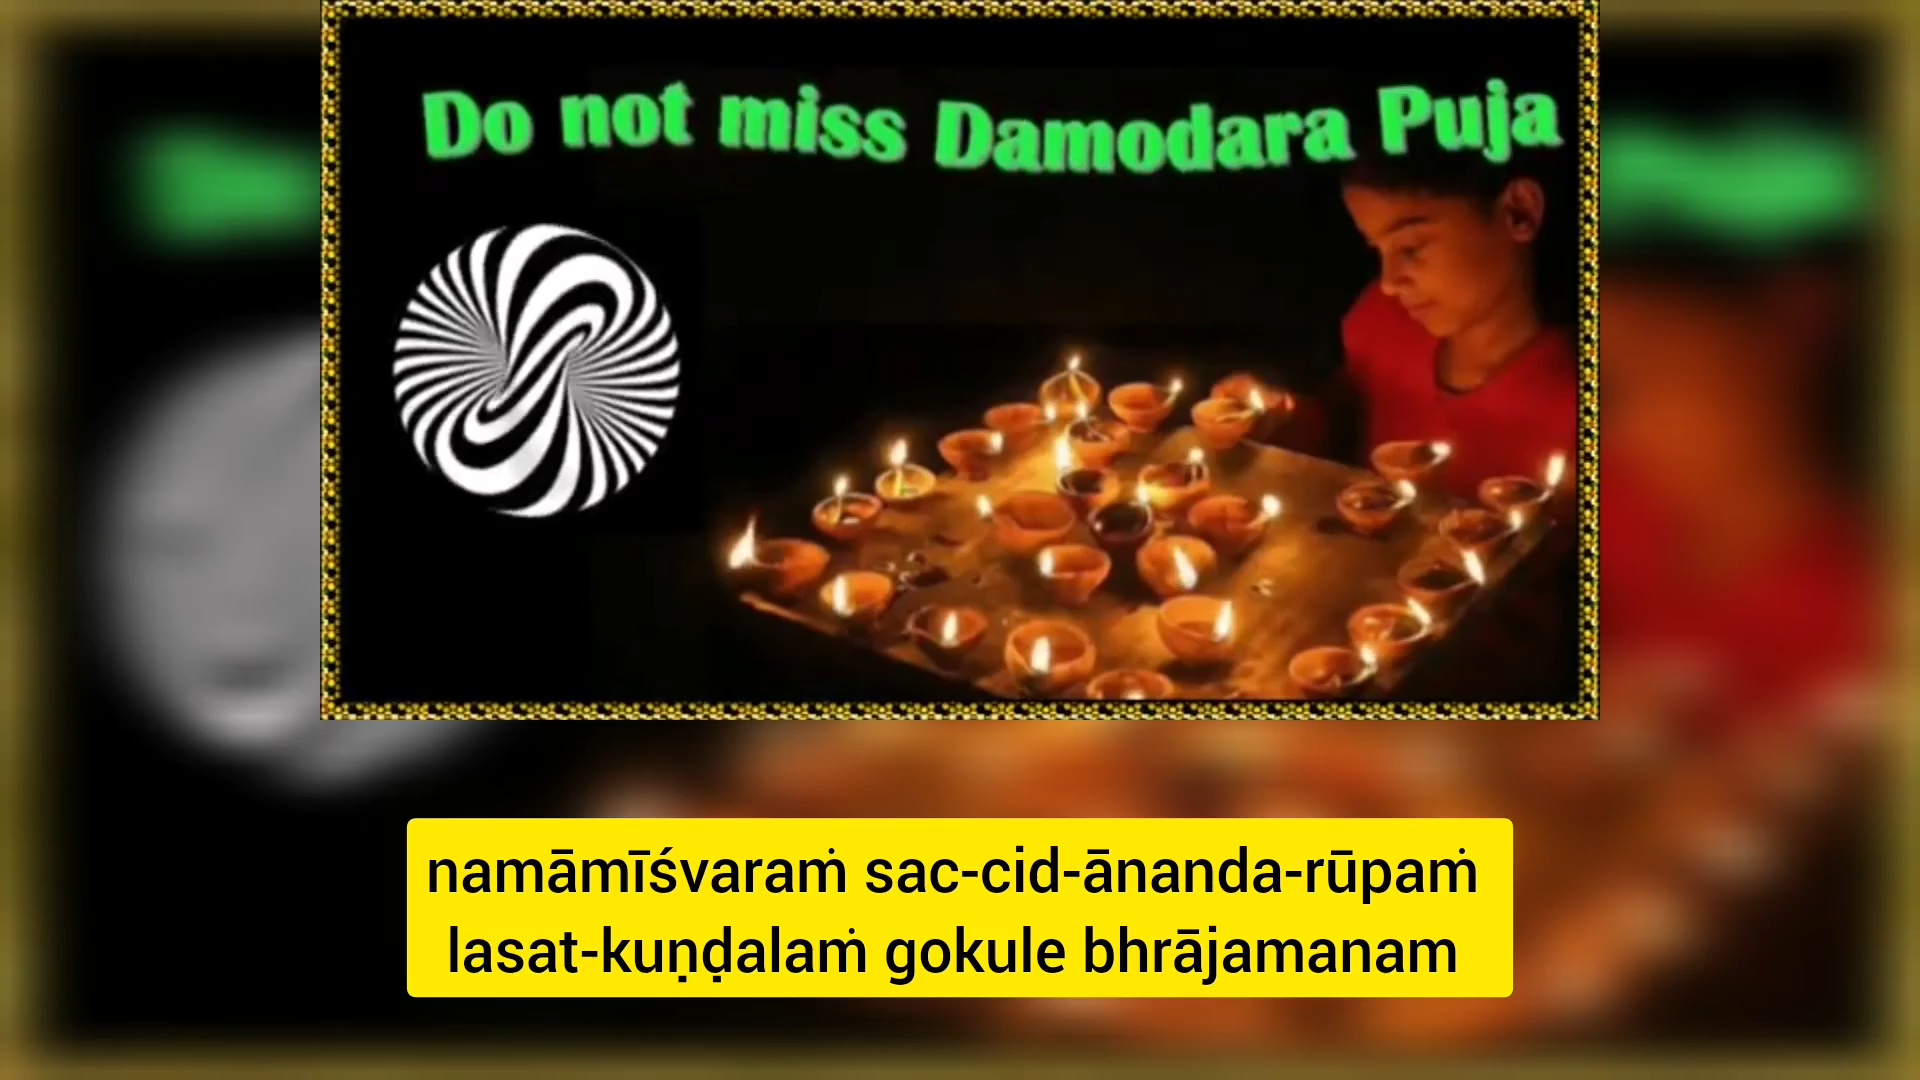 Do not miss Damodara Puja
namāmīśvaraṁ sac-cid-ānanda-rūpaṁ
lasat-kuṇḍalaṁ gokule bhrājamanam